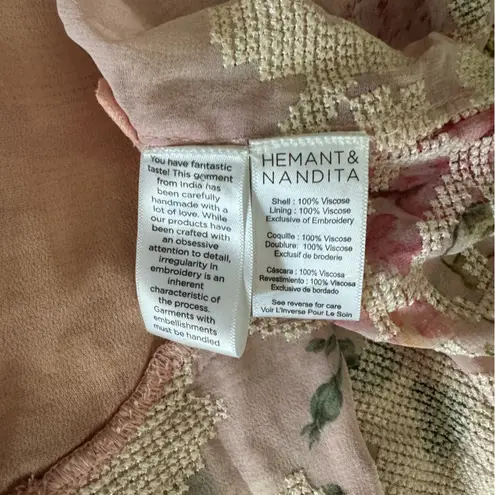 You have fantastic
taste! This garment
from India has
been carefully
handmade with a
lot of love. While
our products have
been crafted with
an obsessive
attention to detail,
irregularity in
embroidery is an
inherent
characteristic of
the process.
Garments with
embellishments
must be handled
HEMANT &
NANDITA
Shell : 100% Viscose
Lining : 100% Viscose
Exclusive of Embroidery
Coquille : 100% Viscose
Doublure: 100% Viscose
Exclusif de broderie
Cáscara : 100% Viscosa
Revestimiento : 100% Viscosa
Exclusivo de bordado
See reverse for care
Voir L'inverse Pour Le Soin